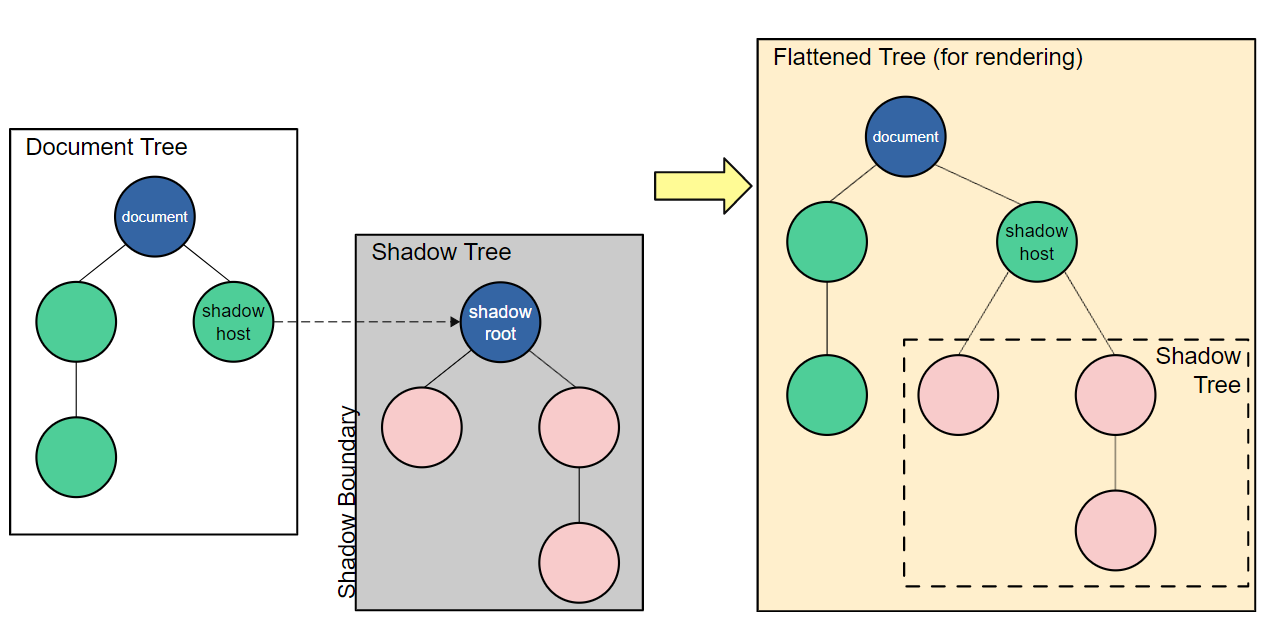 Document Tree
document
shadow
host
Shadow Boundary
Shadow Tree
shadow
root
Flattened Tree (for rendering)
document
shadow
host
Shadow
Tree